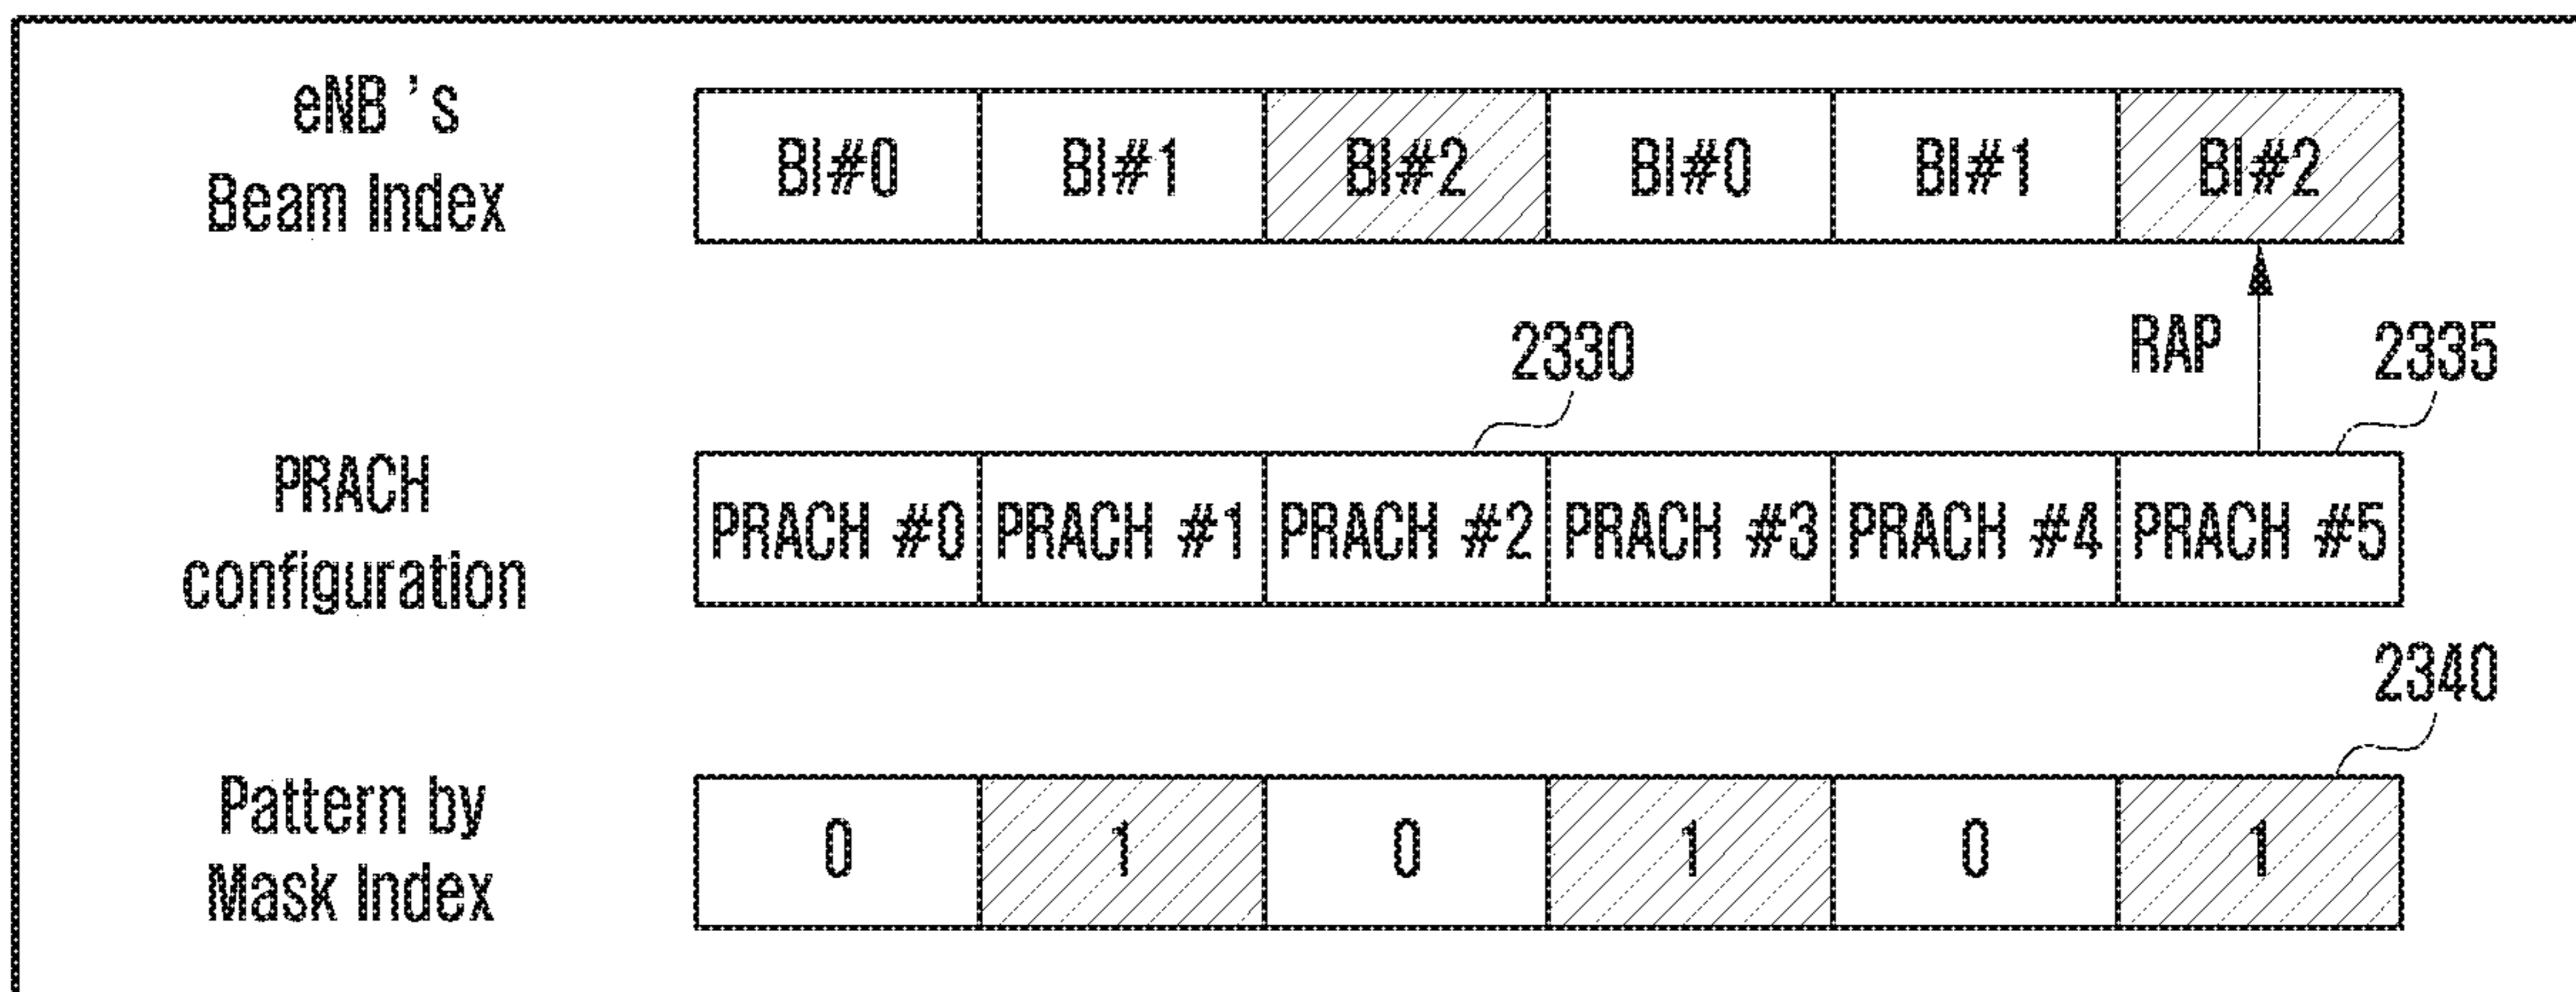 eNB's
Beam Index
BI#0 BI#1 BI#2 BI#0 BI#1 BI#2
2330 RAP 2335
PRACH
configuration
PRACH #0 PRACH #1 PRACH #2 PRACH #3 PRACH #4 PRACH #5
2340
Pattern by
Mask Index
0 1 0 1 0 1